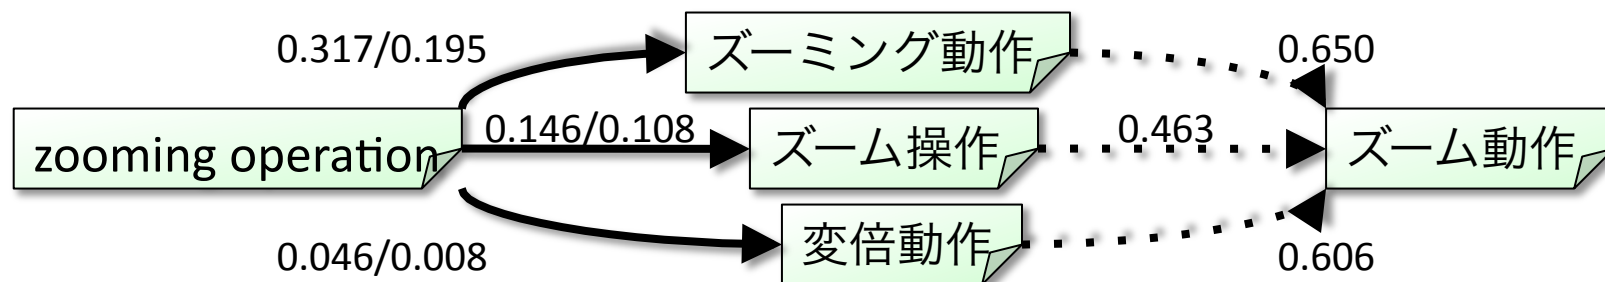 0.317/0.195
ズーミング動作
0.650
zooming operation
0.146/0.108
ズーム操作
0.463
ズーム動作
0.046/0.008
変倍動作
0.606